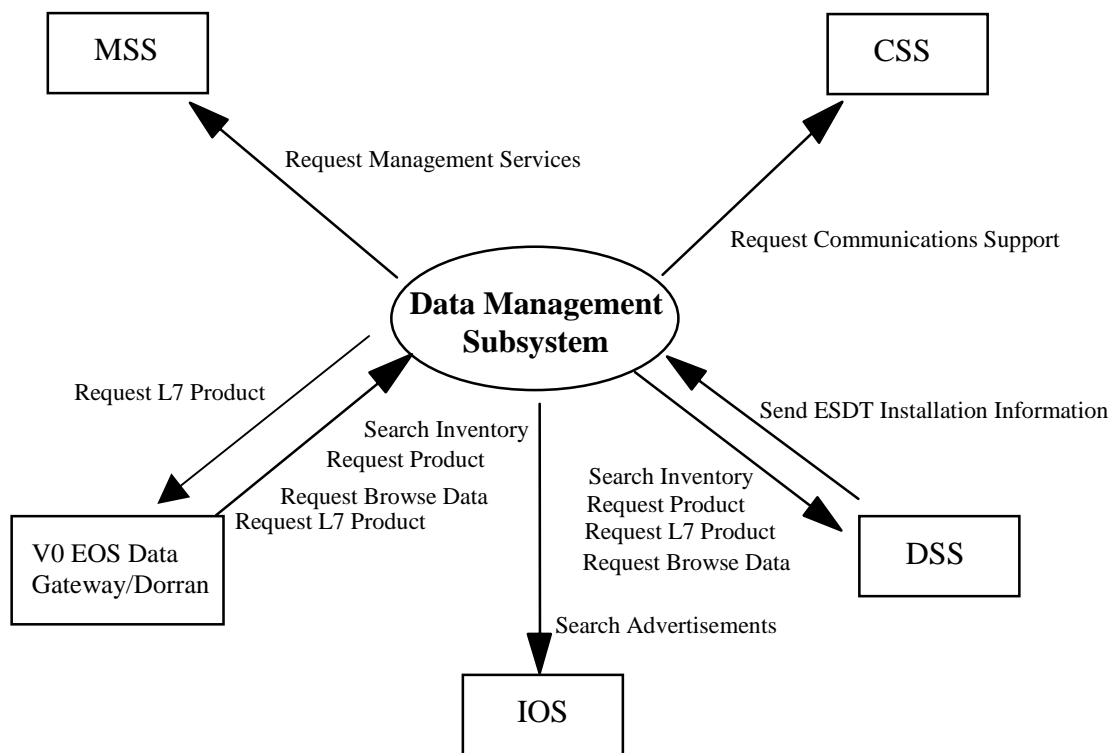 MSS
CSS
Request Management Services
Request Communications Support
Data Management
Subsystem
Request L7 Product
Send ESDT Installation Information
Search Inventory
Request Product
Request Browse Data
Request L7 Product
Search Inventory
Request Product
Request L7 Product
Request Browse Data
V0 EOS Data
Gateway/Dorran
DSS
Search Advertisements
IOS